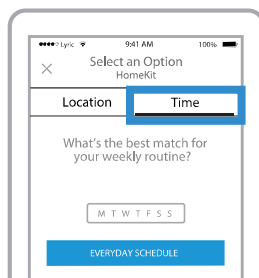 Lyric 9:41 AM 100%
Select an Option
HomeKit
Location Time
What's the best match for
your weekly routine?
M T W T F S S
EVERYDAY SCHEDULE